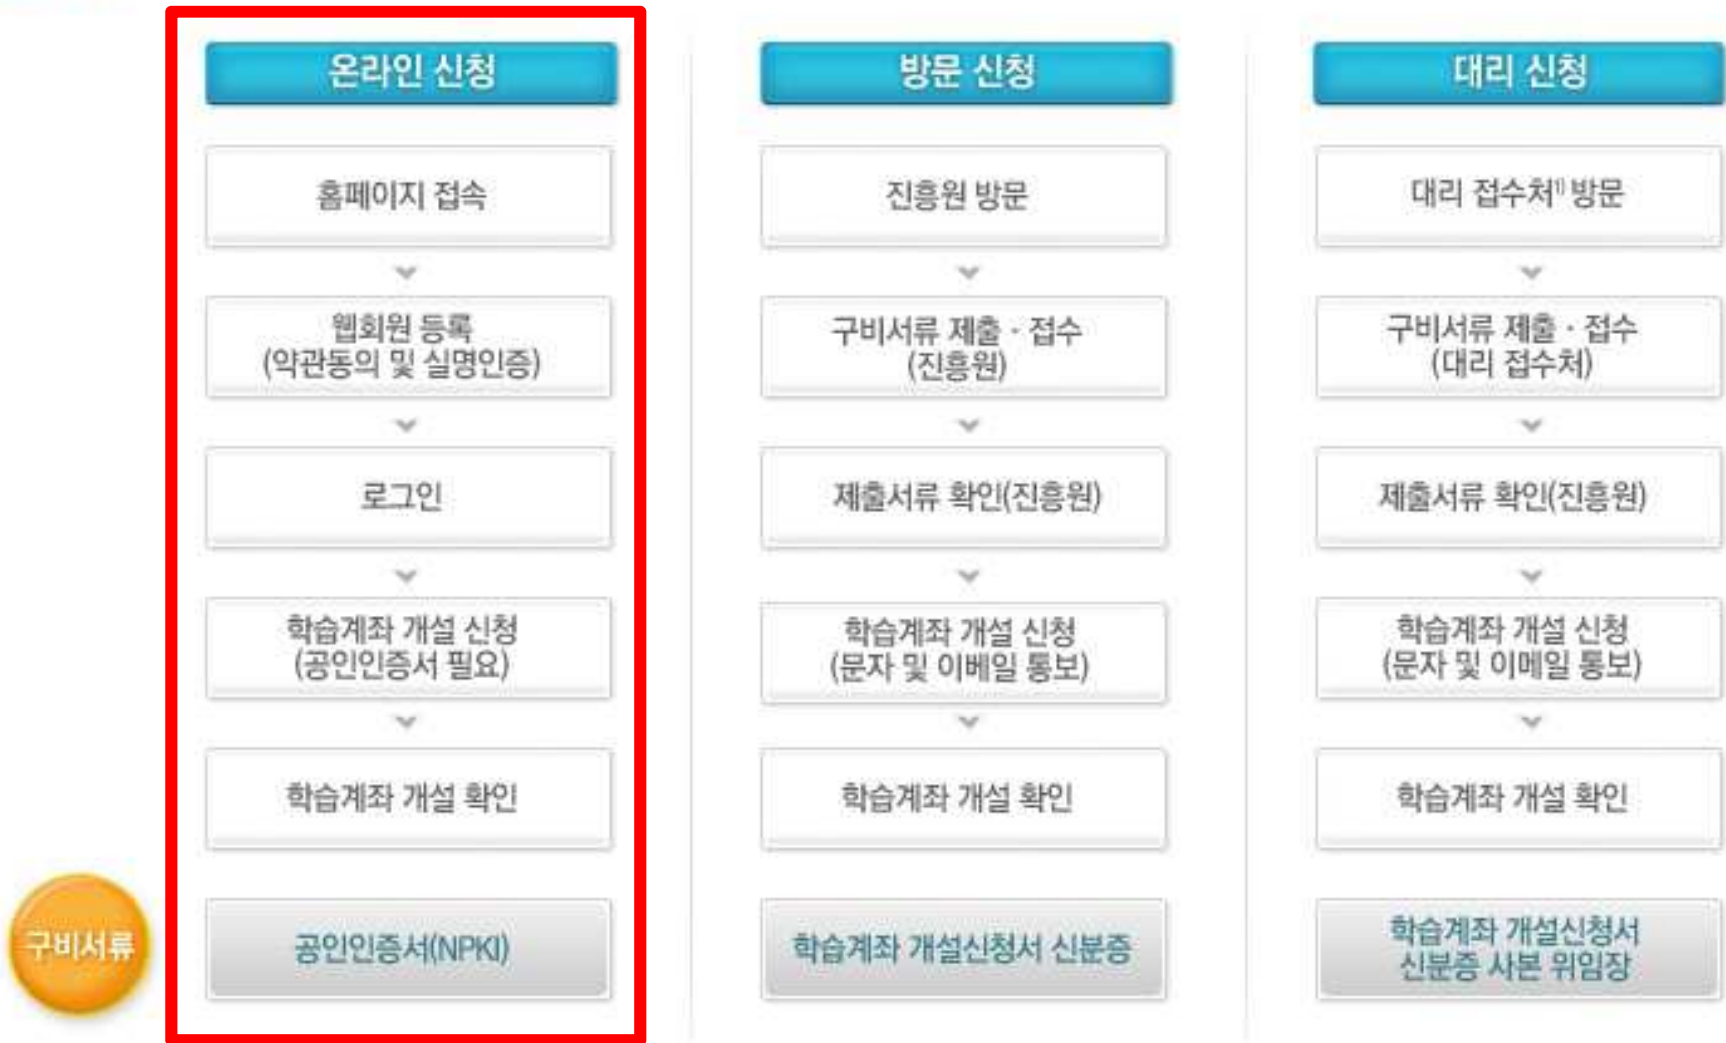 온라인 신청
홈페이지 접속
웹회원 등록
(약관동의 및 실명인증)
로그인
학습계좌 개설 신청
(공인인증서 필요)
학습계좌 개설 확인
방문 신청
진흥원 방문
구비서류 제출 · 접수
(진흥원)
제출서류 확인(진흥원)
학습계좌 개설 신청
(문자 및 이베일 통보)
학습계좌 개설 확인
대리 신청
대리 접수처¹⁾ 방문
구비서류 제출 · 접수
(대리 접수처)
제출서류 확인(진흥원)
학습계좌 개설 신청
(문자 및 이메일 통보)
학습계좌 개설 확인
구비서류
공인인증서(NPKI)
학습계좌 개설신청서 신분증
학습계좌 개설신청서
신분증 사본 위임장